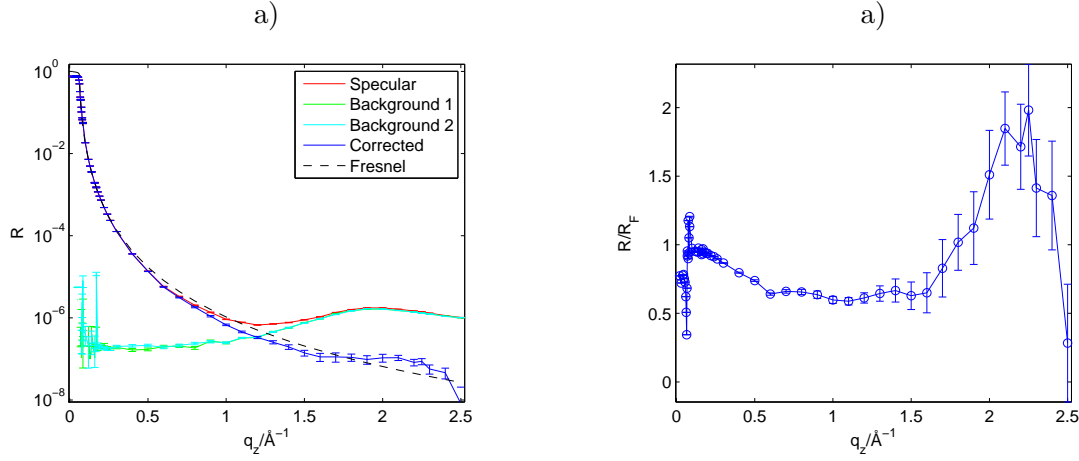 a)
10⁰
10⁻²
10⁻⁴
10⁻⁶
10⁻⁸
R
0
0.5
1
1.5
2
2.5
q_z/Å⁻¹
Specular
Background 1
Background 2
Corrected
Fresnel
a)
2
1.5
1
0.5
0
R/R_F
0
0.5
1
1.5
2
2.5
q_z/Å⁻¹